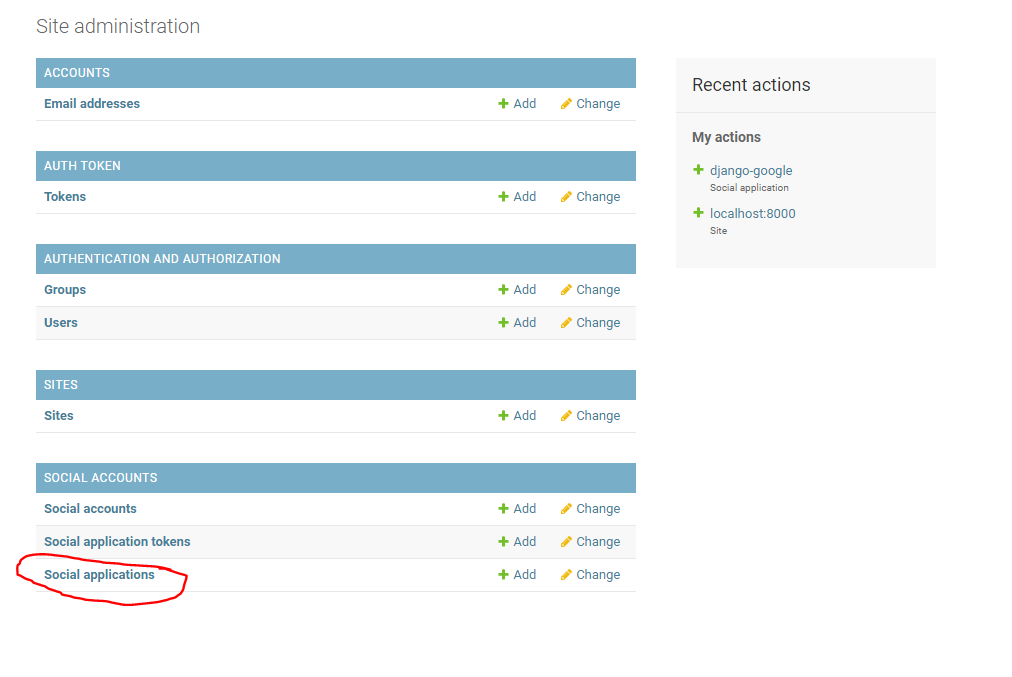 Site administration
ACCOUNTS
Email addresses Add Change
AUTH TOKEN
Tokens Add Change
AUTHENTICATION AND AUTHORIZATION
Groups Add Change
Users Add Change
SITES
Sites Add Change
SOCIAL ACCOUNTS
Social accounts Add Change
Social application tokens Add Change
Social applications Add Change
Recent actions
My actions
django-google
Social application
localhost:8000
Site